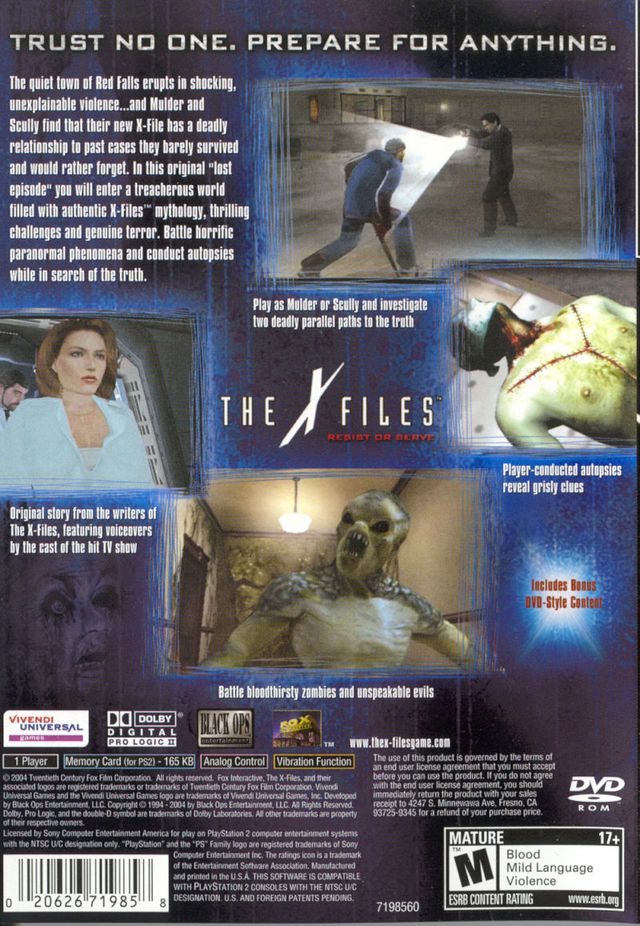 TRUST NO ONE. PREPARE FOR ANYTHING.
The quiet town of Red Falls erupts in shocking,
unexplainable violence...and Mulder and
Scully find that their new X-File has a deadly
relationship to past cases they barely survived
and would rather forget. In this original "lost
episode" you will enter a treacherous world
filled with authentic X-Files™ mythology, thrilling
challenges and genuine terror. Battle horrific
paranormal phenomena and conduct autopsies
while in search of the truth.
Play as Mulder or Scully and investigate
two deadly parallel paths to the truth
THE X FILES™
RESIST OR SERVE
Player-conducted autopsies
reveal grisly clues
Original story from the writers of
The X-Files, featuring voiceovers
by the cast of the hit TV show
Includes Bonus
DVD-Style Content
Battle bloodthirsty zombies and unspeakable evils
VIVENDI
UNIVERSAL
games
DOLBY
DIGITAL
PRO LOGIC II
BLACK OPS
entertainment
FOX
INTERACTIVE
TM
www.thex-filesgame.com
1 Player
Memory Card (for PS2) - 165 KB
Analog Control
Vibration Function
© 2004 Twentieth Century Fox Film Corporation. All rights reserved. Fox Interactive, The X-Files, and their
associated logos are registered trademarks or trademarks of Twentieth Century Fox Film Corporation. Vivendi
Universal Games and the Vivendi Universal Games logo are trademarks of Vivendi Universal Games, Inc. Developed
by Black Ops Entertainment, LLC. Copyright © 1994 - 2004 by Black Ops Entertainment, LLC. All Rights Reserved.
Dolby, Pro Logic, and the double-D symbol are trademarks of Dolby Laboratories. All other trademarks are property
of their respective owners.
Licensed by Sony Computer Entertainment America for play on PlayStation 2 computer entertainment systems
with the NTSC U/C designation only. "PlayStation" and the "PS" Family logo are registered trademarks of Sony
Computer Entertainment Inc. The ratings icon is a trademark
of the Entertainment Software Association. Manufactured
and printed in the U.S.A. THIS SOFTWARE IS COMPATIBLE
WITH PLAYSTATION 2 CONSOLES WITH THE NTSC U/C
DESIGNATION. U.S. AND FOREIGN PATENTS PENDING.
The use of this product is governed by the terms of
an end user license agreement that you must accept
before you can use the product. If you do not agree
with the end user license agreement, you should
immediately return the product with your sales
receipt to 4247 S. Minnewawa Ave, Fresno, CA
93725-9345 for a refund of your purchase price.
DVD
ROM
0 20626 71985 8
7198560
MATURE 17+
M
TM
Blood
Mild Language
Violence
ESRB CONTENT RATING www.esrb.org